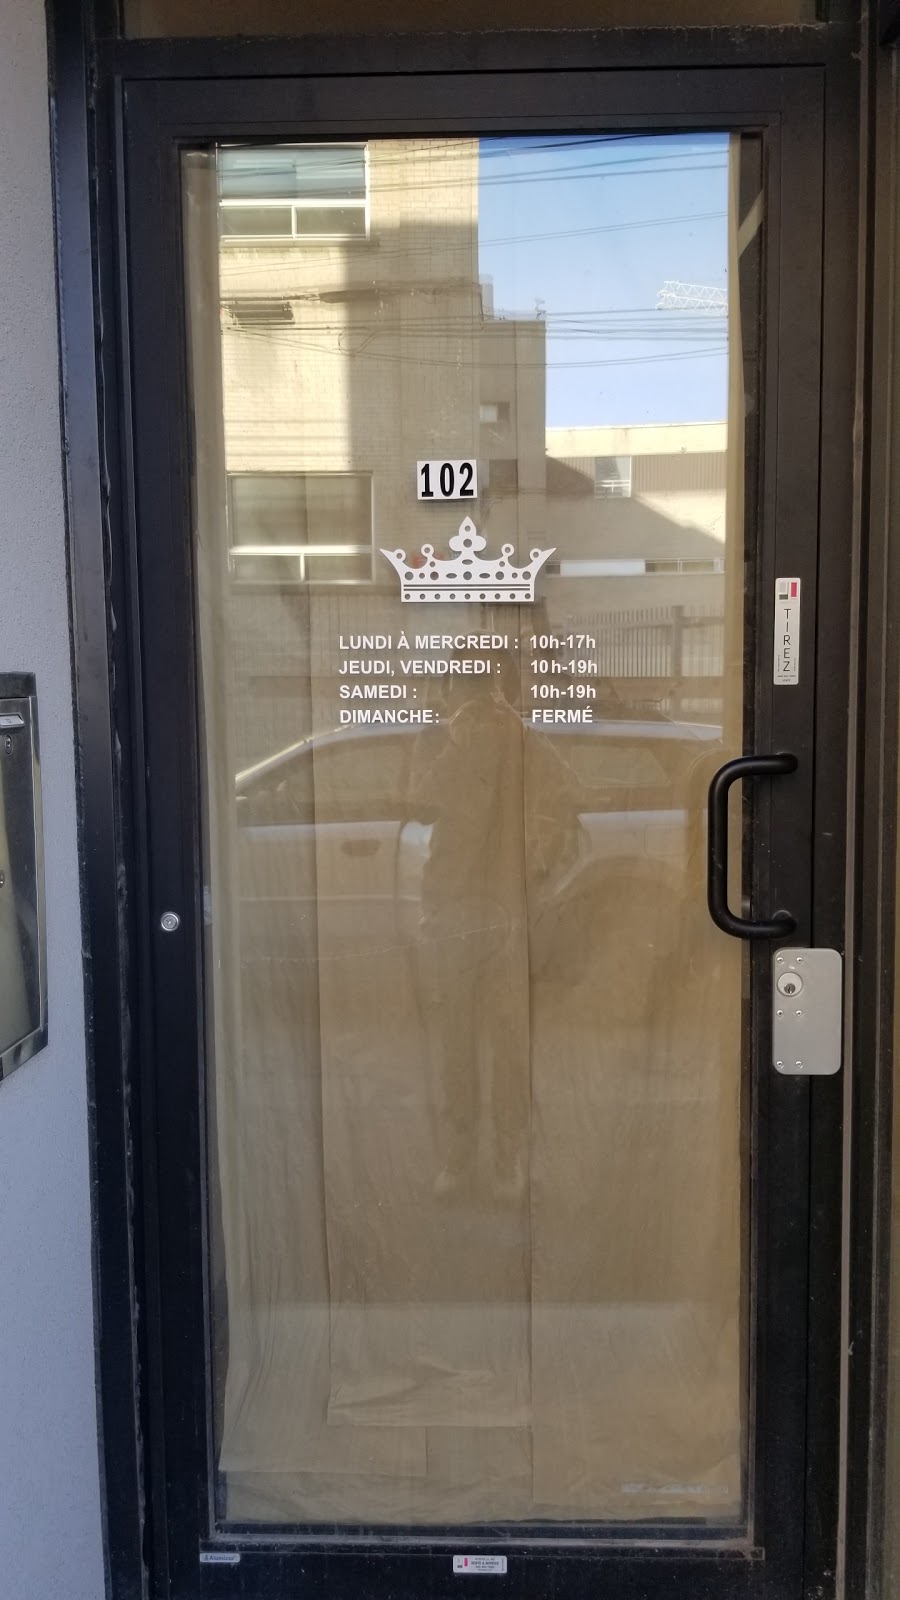 102
LUNDI À MERCREDI : 10h-17h
JEUDI, VENDREDI : 10h-19h
SAMEDI : 10h-19h
DIMANCHE: FERMÉ
TIREZ